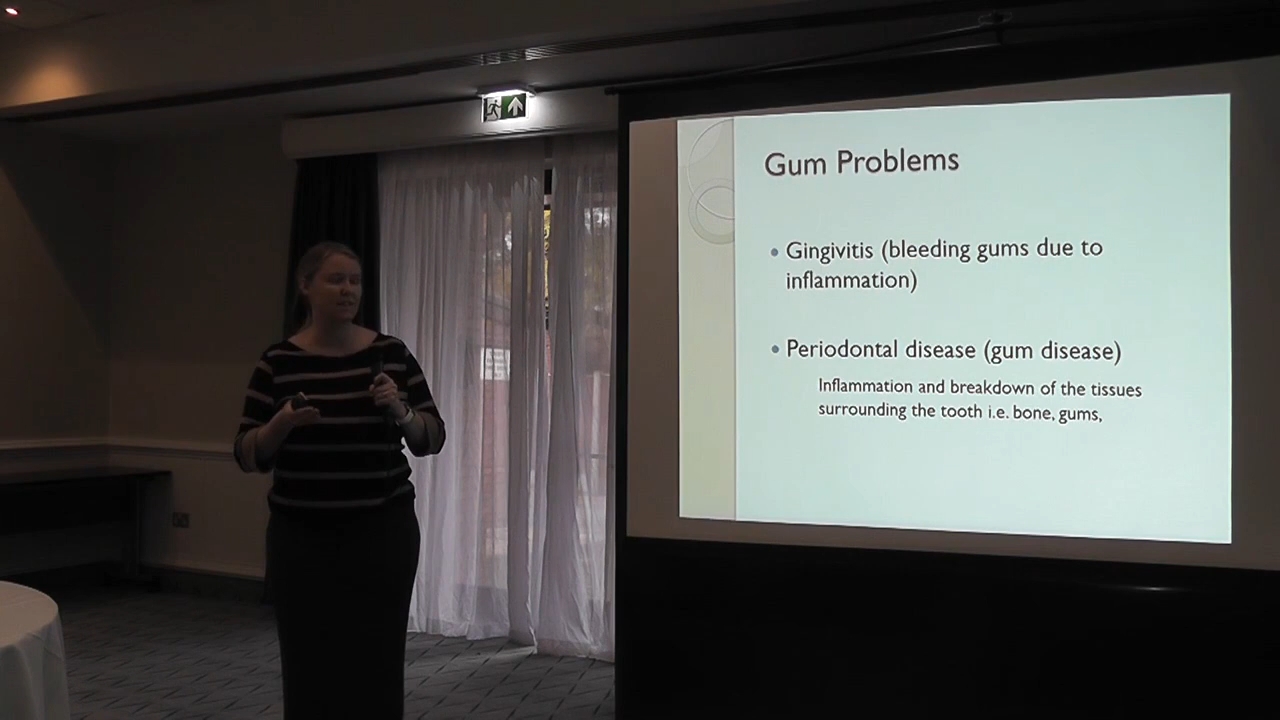 Gum Problems
Gingivitis (bleeding gums due to
inflammation)
Periodontal disease (gum disease)
Inflammation and breakdown of the tissues
surrounding the tooth i.e. bone, gums,